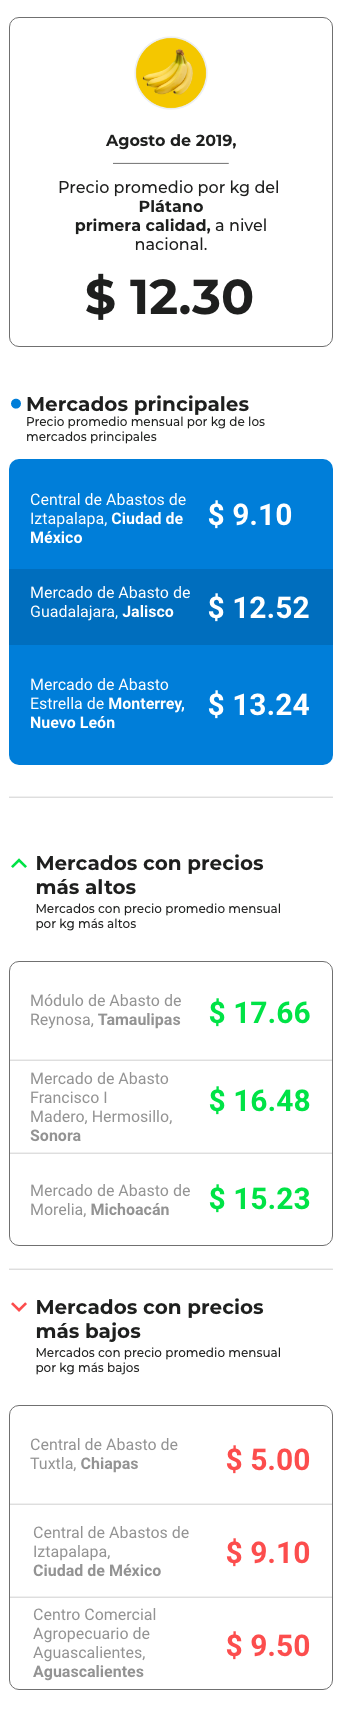 Agosto de 2019,
Precio promedio por kg del
Plátano
primera calidad, a nivel
nacional.
$ 12.30
Mercados principales
Precio promedio mensual por kg de los
mercados principales
Central de Abastos de
Iztapalapa, Ciudad de
México
$ 9.10
Mercado de Abasto de
Guadalajara, Jalisco
$ 12.52
Mercado de Abasto
Estrella de Monterrey,
Nuevo León
$ 13.24
Mercados con precios
más altos
Mercados con precio promedio mensual
por kg más altos
Módulo de Abasto de
Reynosa, Tamaulipas
$ 17.66
Mercado de Abasto
Francisco I
Madero, Hermosillo,
Sonora
$ 16.48
Mercado de Abasto de
Morelia, Michoacán
$ 15.23
Mercados con precios
más bajos
Mercados con precio promedio mensual
por kg más bajos
Central de Abasto de
Tuxtla, Chiapas
$ 5.00
Central de Abastos de
Iztapalapa,
Ciudad de México
$ 9.10
Centro Comercial
Agropecuario de
Aguascalientes,
Aguascalientes
$ 9.50